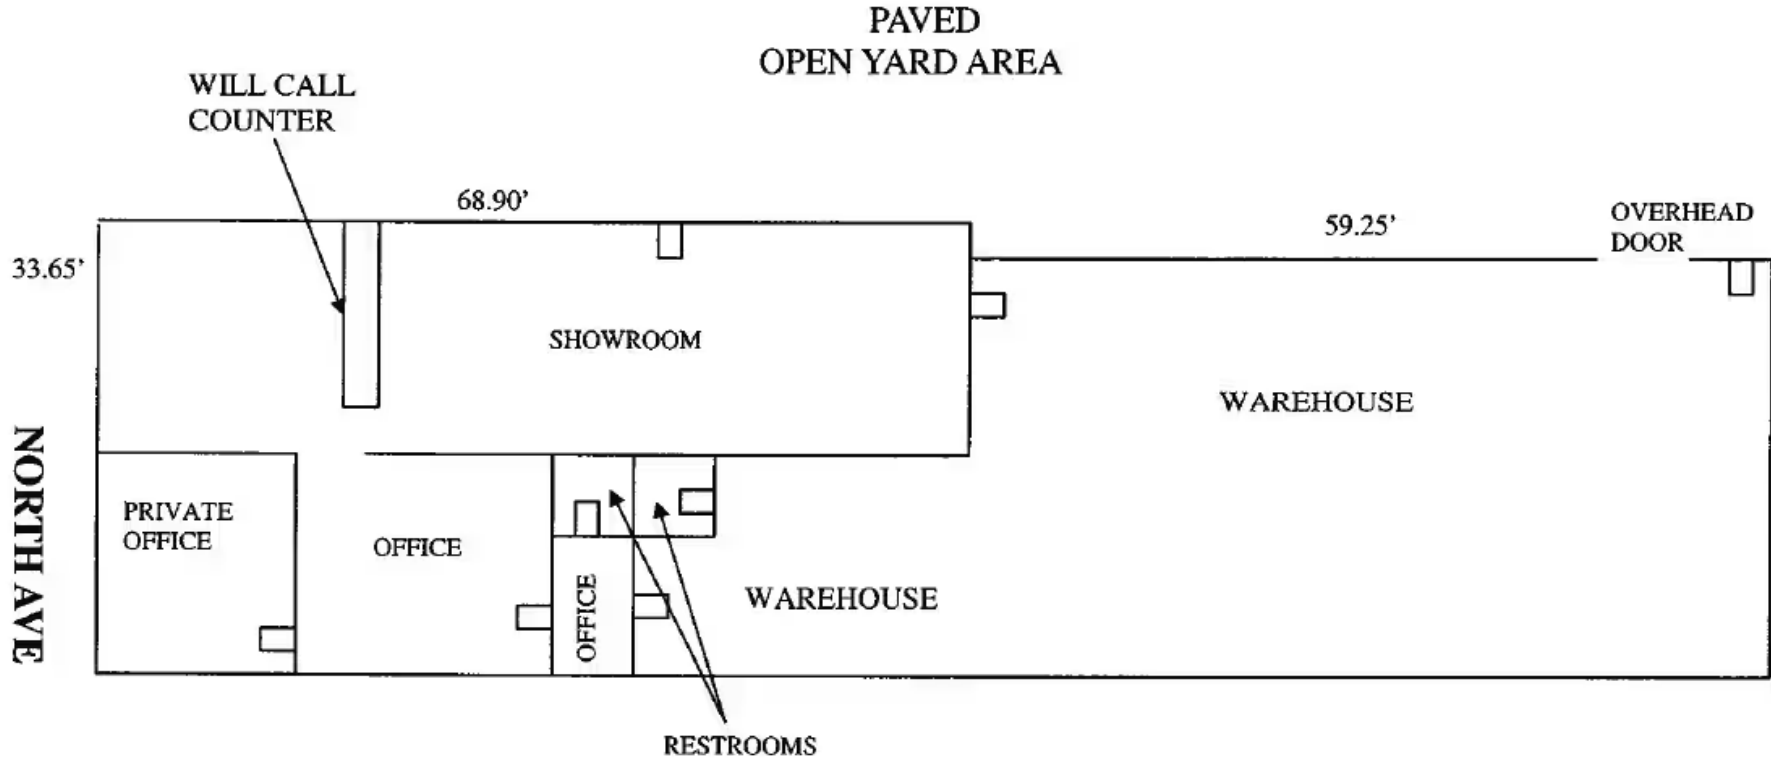 PAVED
OPEN YARD AREA
WILL CALL
COUNTER
68.90’
59.25’
OVERHEAD
DOOR
33.65’
SHOWROOM
WAREHOUSE
NORTH AVE
PRIVATE
OFFICE
OFFICE
OFFICE
WAREHOUSE
RESTROOMS